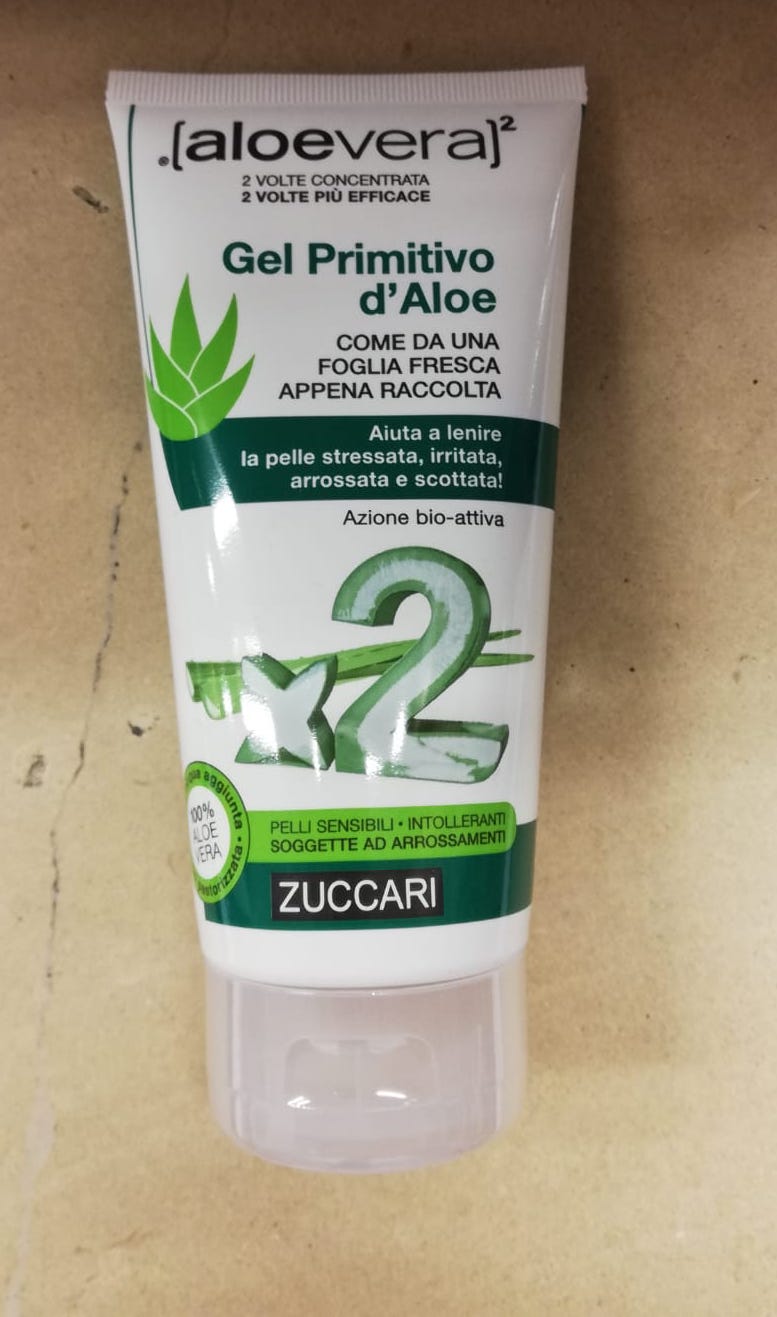 [aloevera]²
2 VOLTE CONCENTRATA
2 VOLTE PIÙ EFFICACE
Gel Primitivo
d'Aloe
COME DA UNA
FOGLIA FRESCA
APPENA RACCOLTA
Aiuta a lenire
la pelle stressata, irritata,
arrossata e scottata!
Azione bio-attiva
x2
aggiunta
100%
ALOE
VERA
PELLI SENSIBILI • INTOLLERANTI
SOGGETTE AD ARROSSAMENTI
ZUCCARI